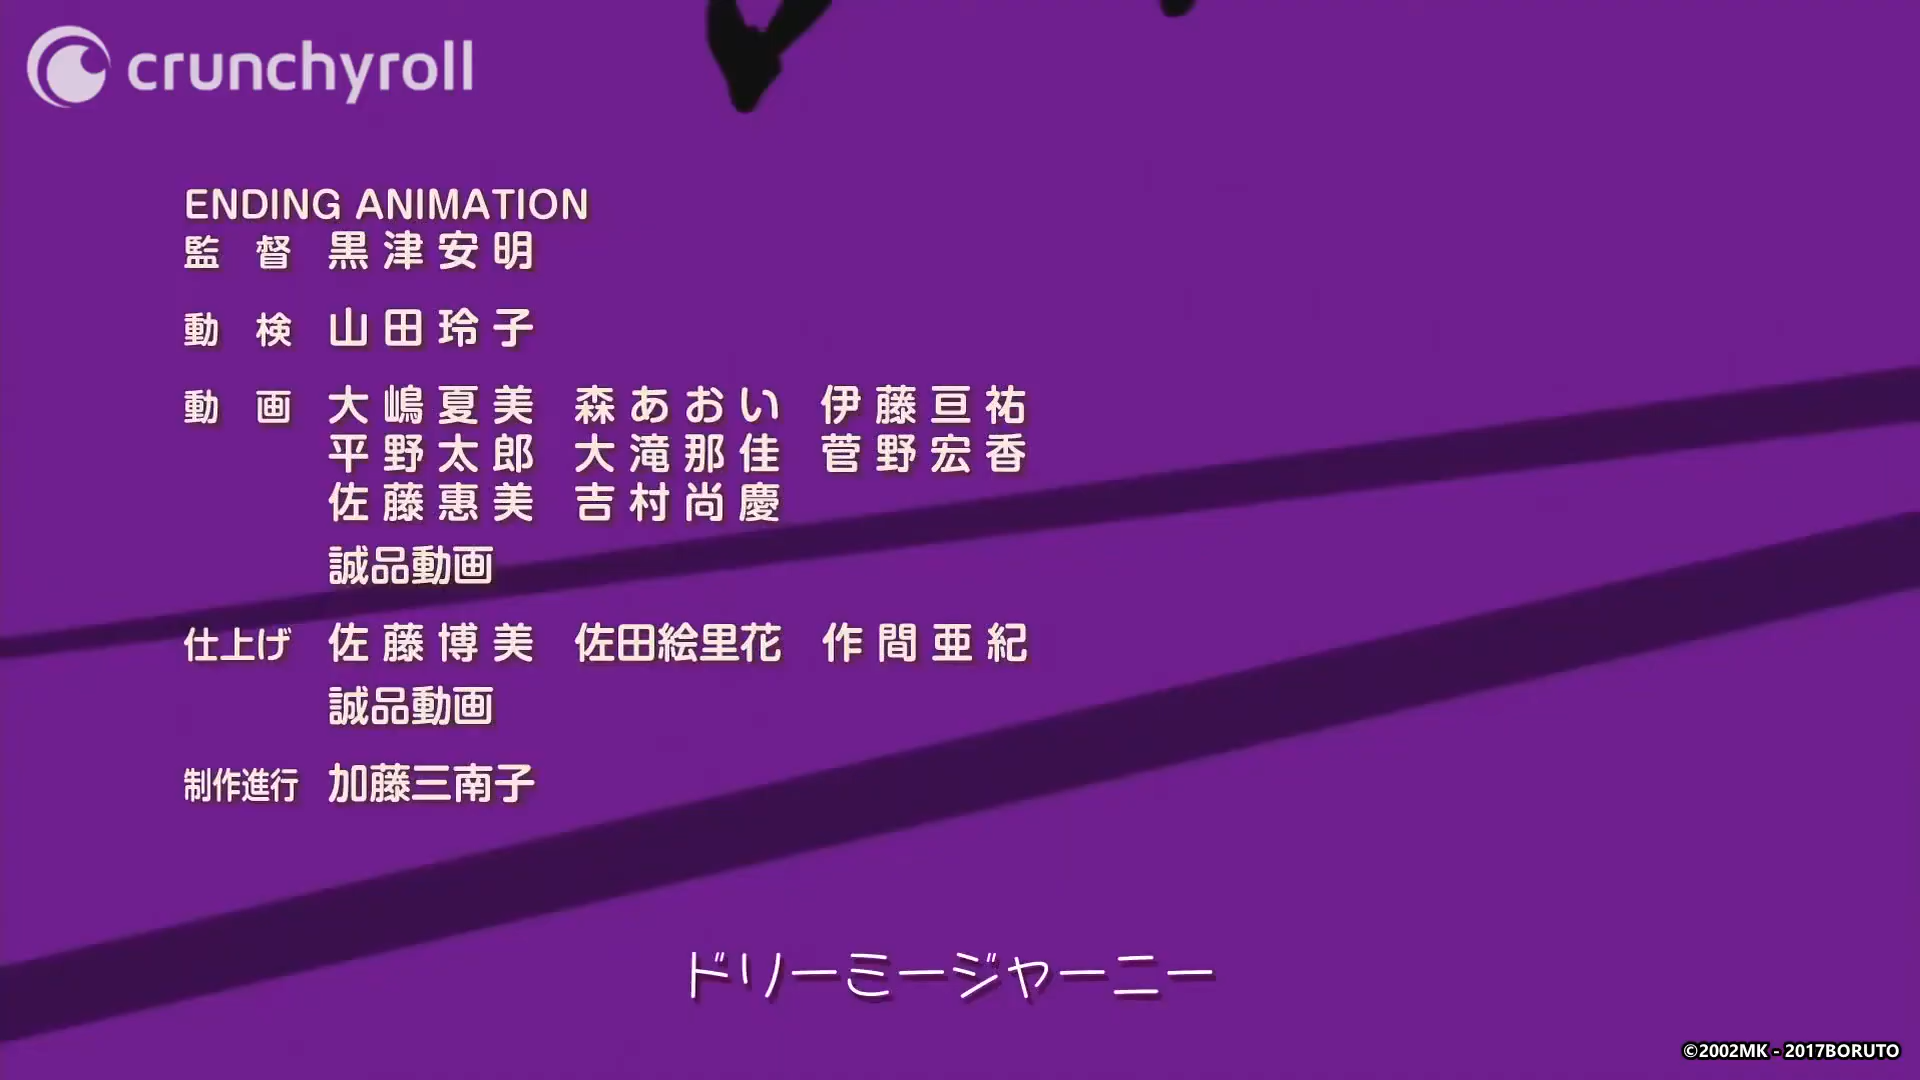 crunchyroll
ENDING ANIMATION
監督 黒津安明
動検 山田玲子
動画 大嶋夏美 森あおい 伊藤亘祐
平野太郎 大滝那佳 菅野宏香
佐藤惠美 吉村尚慶
誠品動画
仕上げ 佐藤博美 佐田絵里花 作間亜紀
誠品動画
制作進行 加藤三南子
ドリーミージャーニー
©2002MK - 2017BORUTO